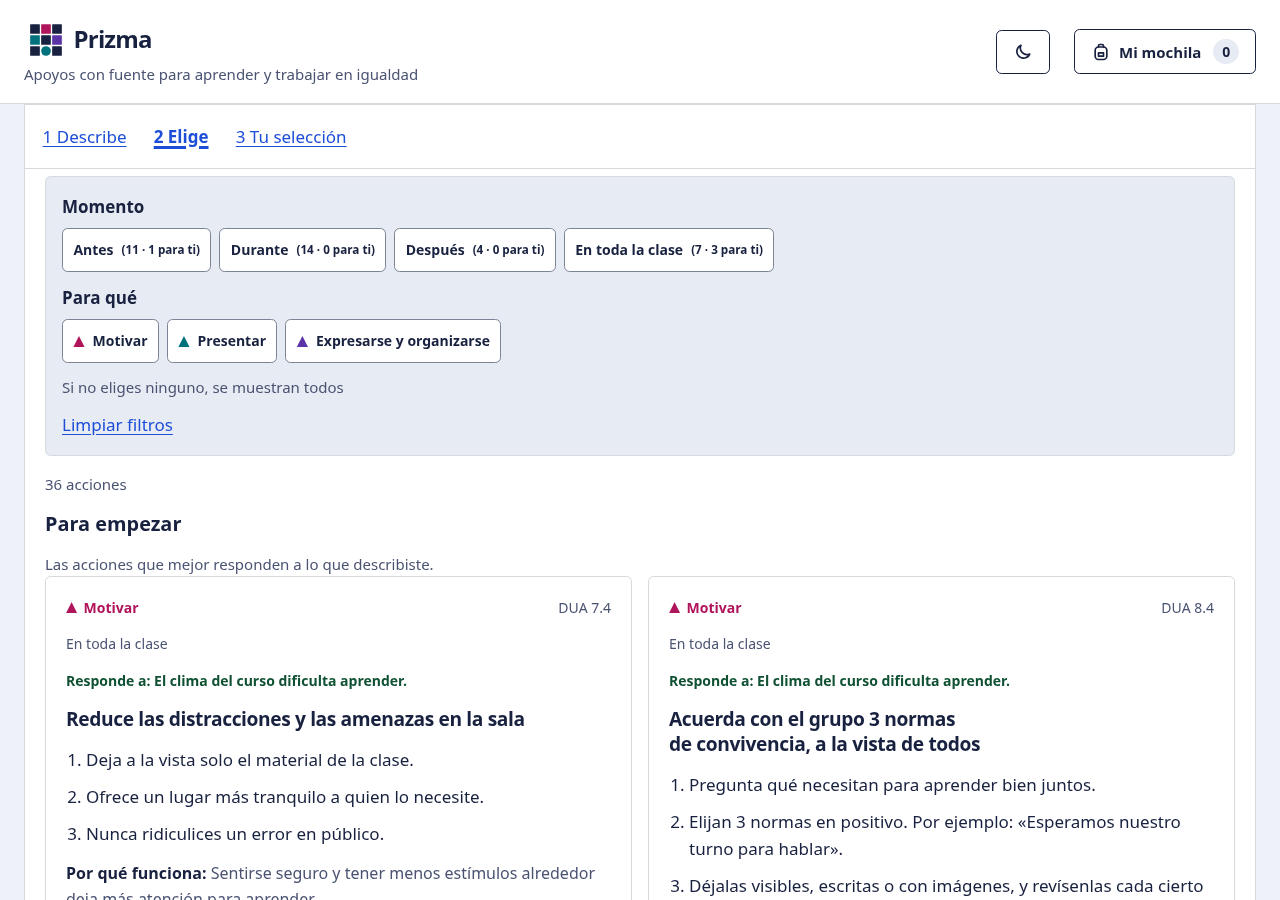 Prizma
Apoyos con fuente para aprender y trabajar en igualdad
Mi mochila 0
1 Describe 2 Elige 3 Tu selección
Momento
Antes (11 · 1 para ti) Durante (14 · 0 para ti) Después (4 · 0 para ti) En toda la clase (7 · 3 para ti)
Para qué
Motivar Presentar Expresarse y organizarse
Si no eliges ninguno, se muestran todos
Limpiar filtros
36 acciones
Para empezar
Las acciones que mejor responden a lo que describiste.
Motivar DUA 7.4
En toda la clase
Responde a: El clima del curso dificulta aprender.
Reduce las distracciones y las amenazas en la sala
1. Deja a la vista solo el material de la clase.
2. Ofrece un lugar más tranquilo a quien lo necesite.
3. Nunca ridiculices un error en público.
Por qué funciona: Sentirse seguro y tener menos estímulos alrededor
deja más atención para aprender.
Motivar DUA 8.4
En toda la clase
Responde a: El clima del curso dificulta aprender.
Acuerda con el grupo 3 normas
de convivencia, a la vista de todos
1. Pregunta qué necesitan para aprender bien juntos.
2. Elijan 3 normas en positivo. Por ejemplo: «Esperamos nuestro
turno para hablar».
3. Déjalas visibles, escritas o con imágenes, y revísenlas cada cierto